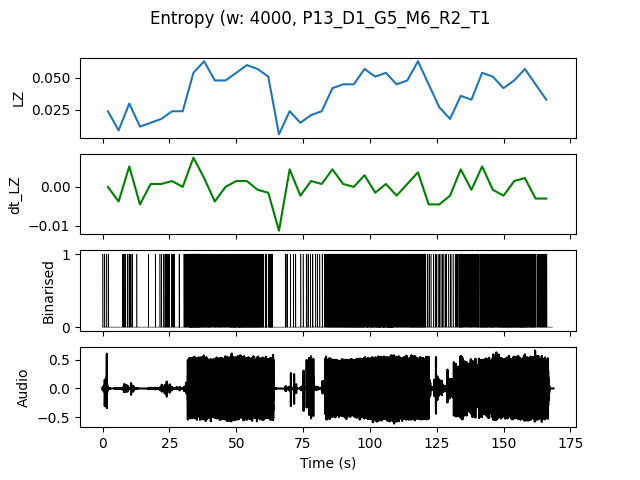 Entropy (w: 4000, P13_D1_G5_M6_R2_T1
0.050
0.025
LZ
0.00
−0.01
dt_LZ
1
0
Binarised
0.5
0.0
−0.5
Audio
0 25 50 75 100 125 150 175
Time (s)